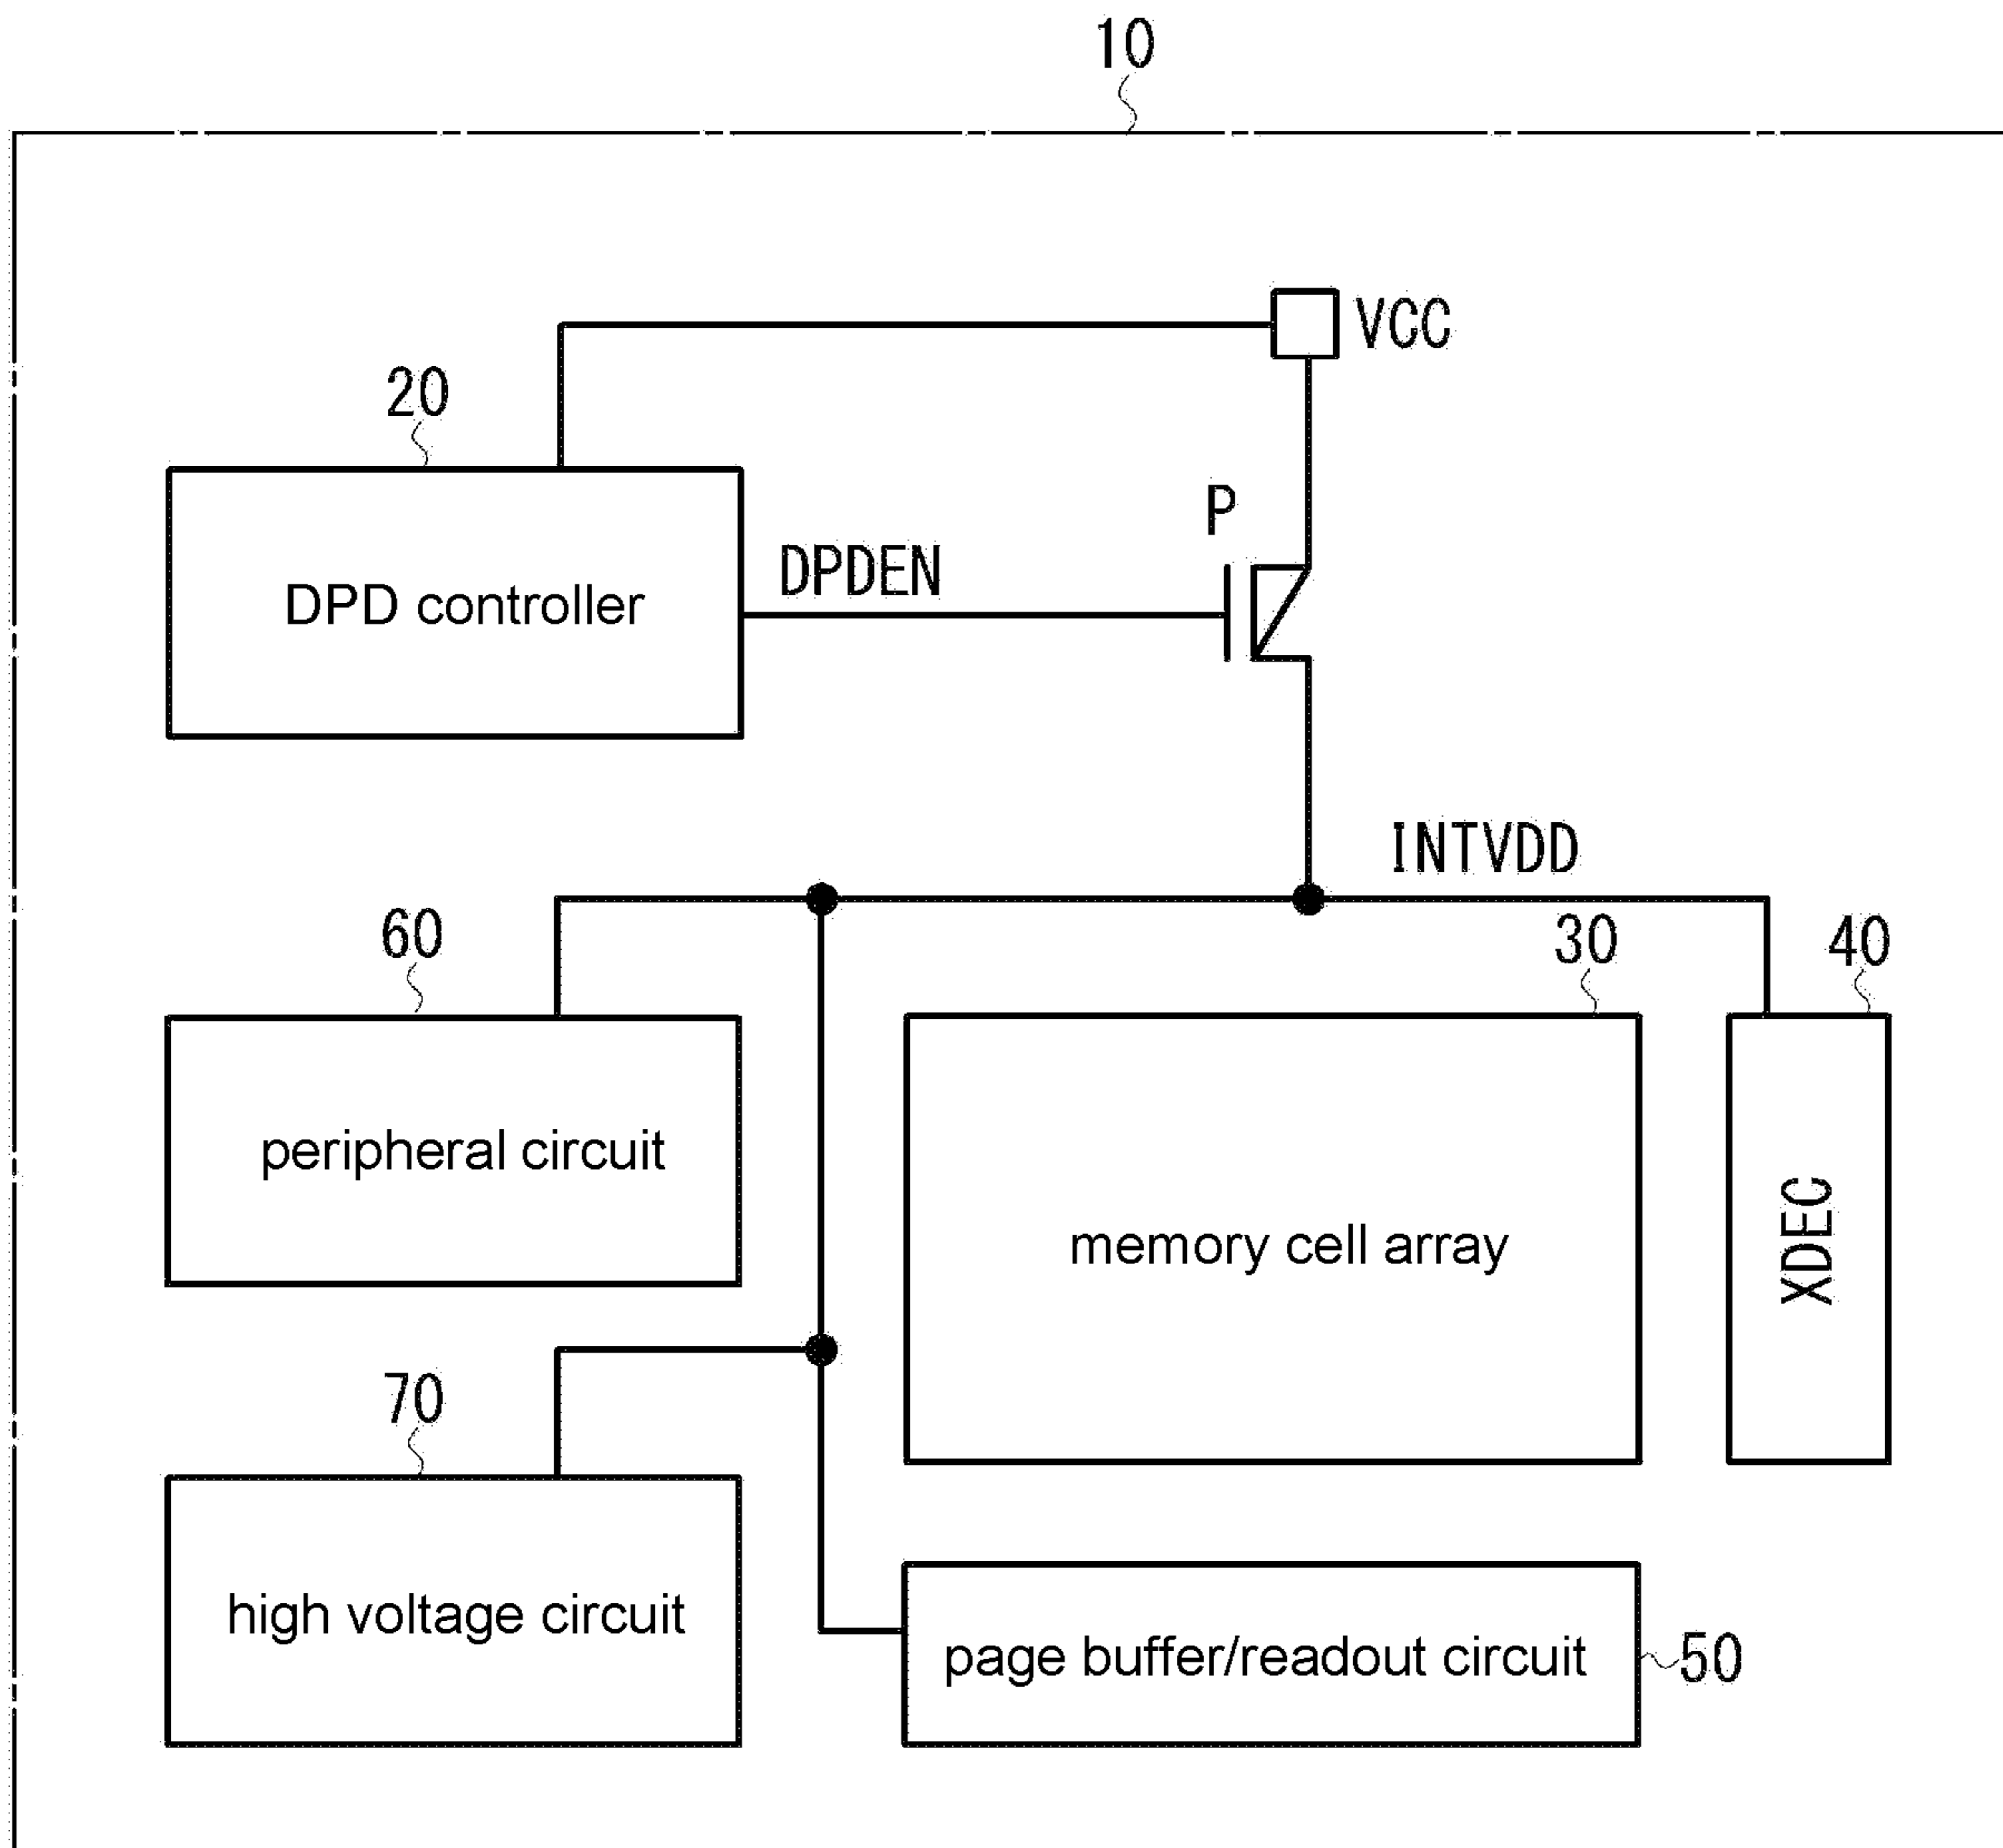 10
VCC
20
P
DPDEN
DPD controller
INTVDD
60
30
40
peripheral circuit
memory cell array
XDEC
70
high voltage circuit
page buffer/readout circuit
50